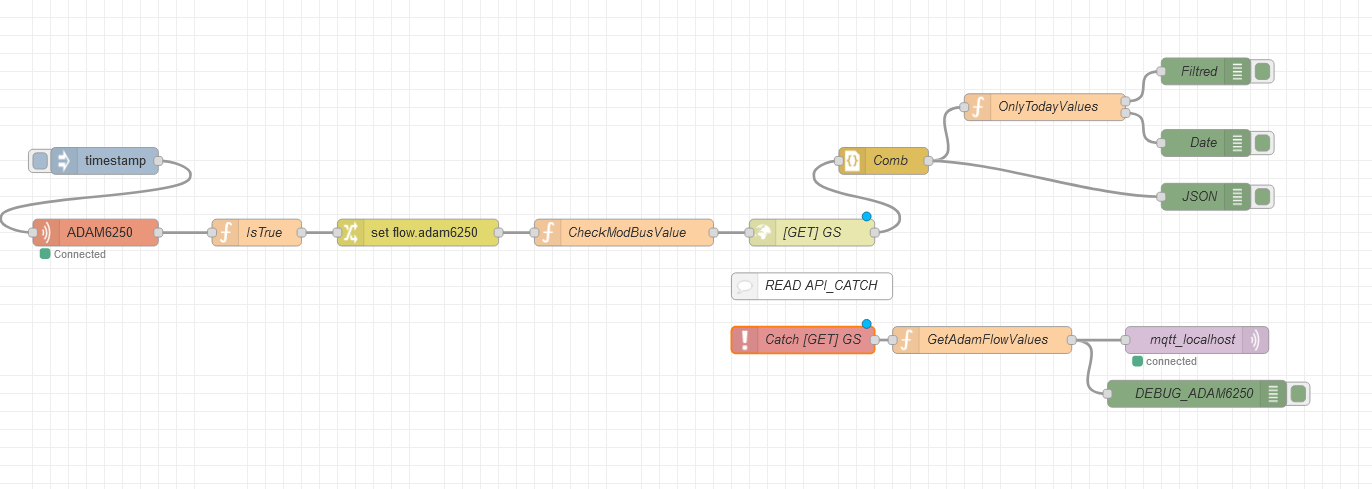 Filtred
OnlyTodayValues
Date
timestamp
Comb
JSON
ADAM6250
IsTrue
set flow.adam6250
CheckModBusValue
[GET] GS
Connected
READ API_CATCH
Catch [GET] GS
GetAdamFlowValues
mqtt_localhost
connected
DEBUG_ADAM6250